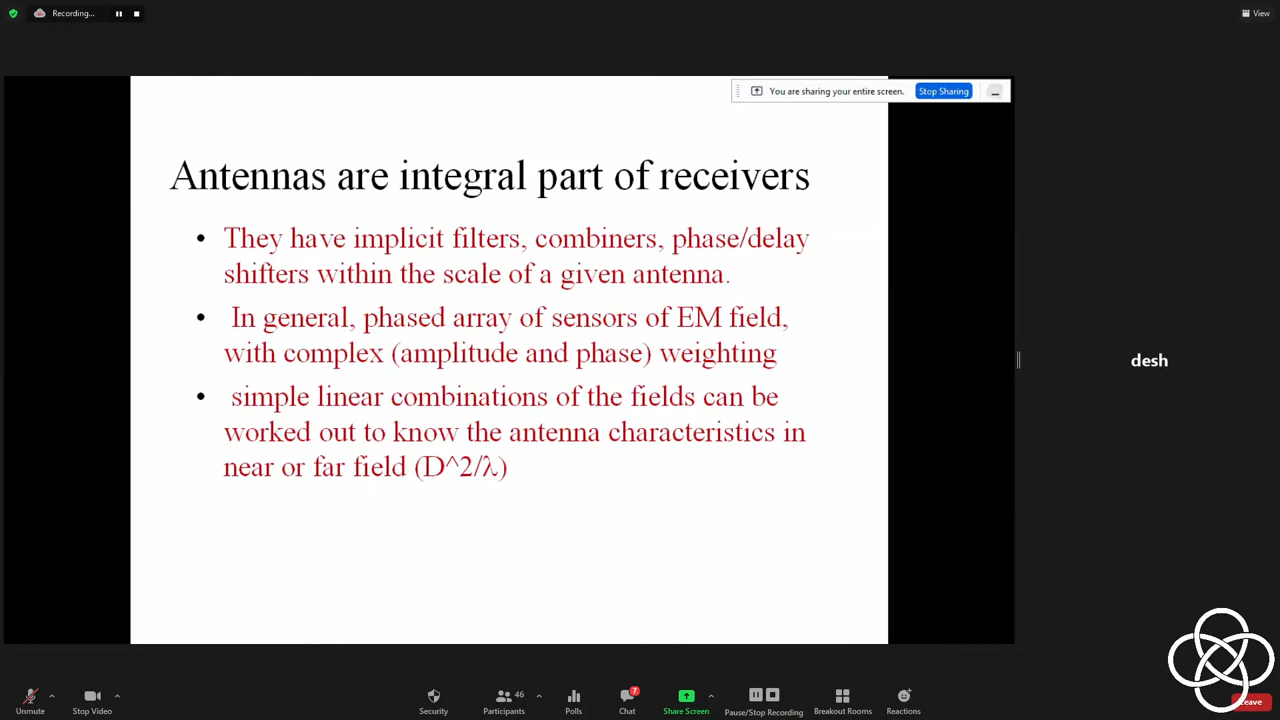 Recording...
View
You are sharing your entire screen.
Stop Sharing
Antennas are integral part of receivers
• They have implicit filters, combiners, phase/delay
shifters within the scale of a given antenna.
• In general, phased array of sensors of EM field,
with complex (amplitude and phase) weighting
• simple linear combinations of the fields can be
worked out to know the antenna characteristics in
near or far field (D^2/λ)
desh
Unmute
Stop Video
Security
46
Participants
Polls
7
Chat
Share Screen
Pause/Stop Recording
Breakout Rooms
Reactions
Leave